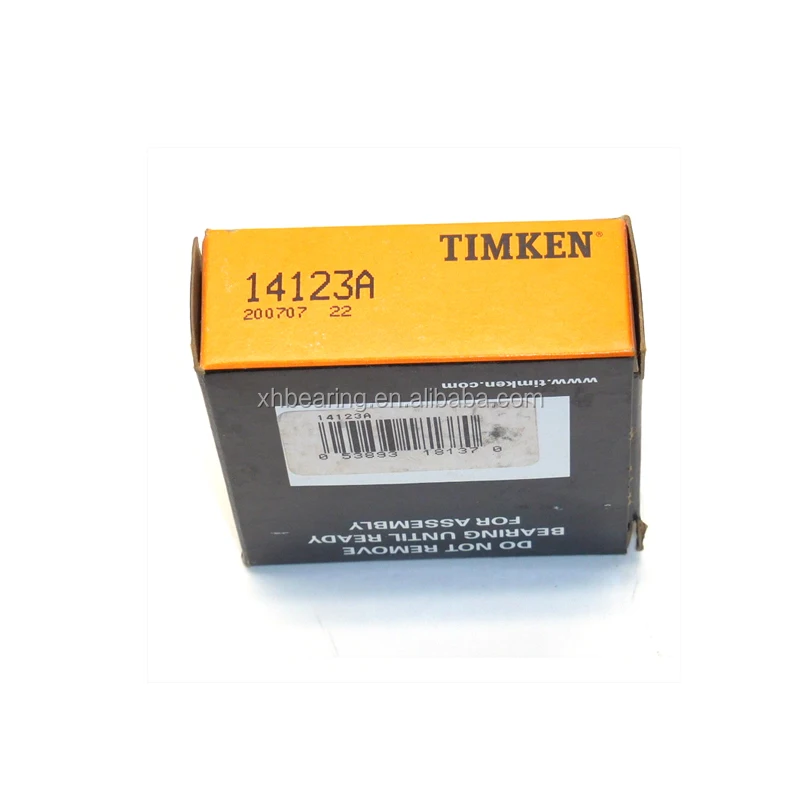 TIMKEN®
14123A
200707 22
www.timken.com
xhbearing.en.alibaba.com
14123A
0 53893 18137 0
DO NOT REMOVE
BEARING UNTIL READY
FOR ASSEMBLY